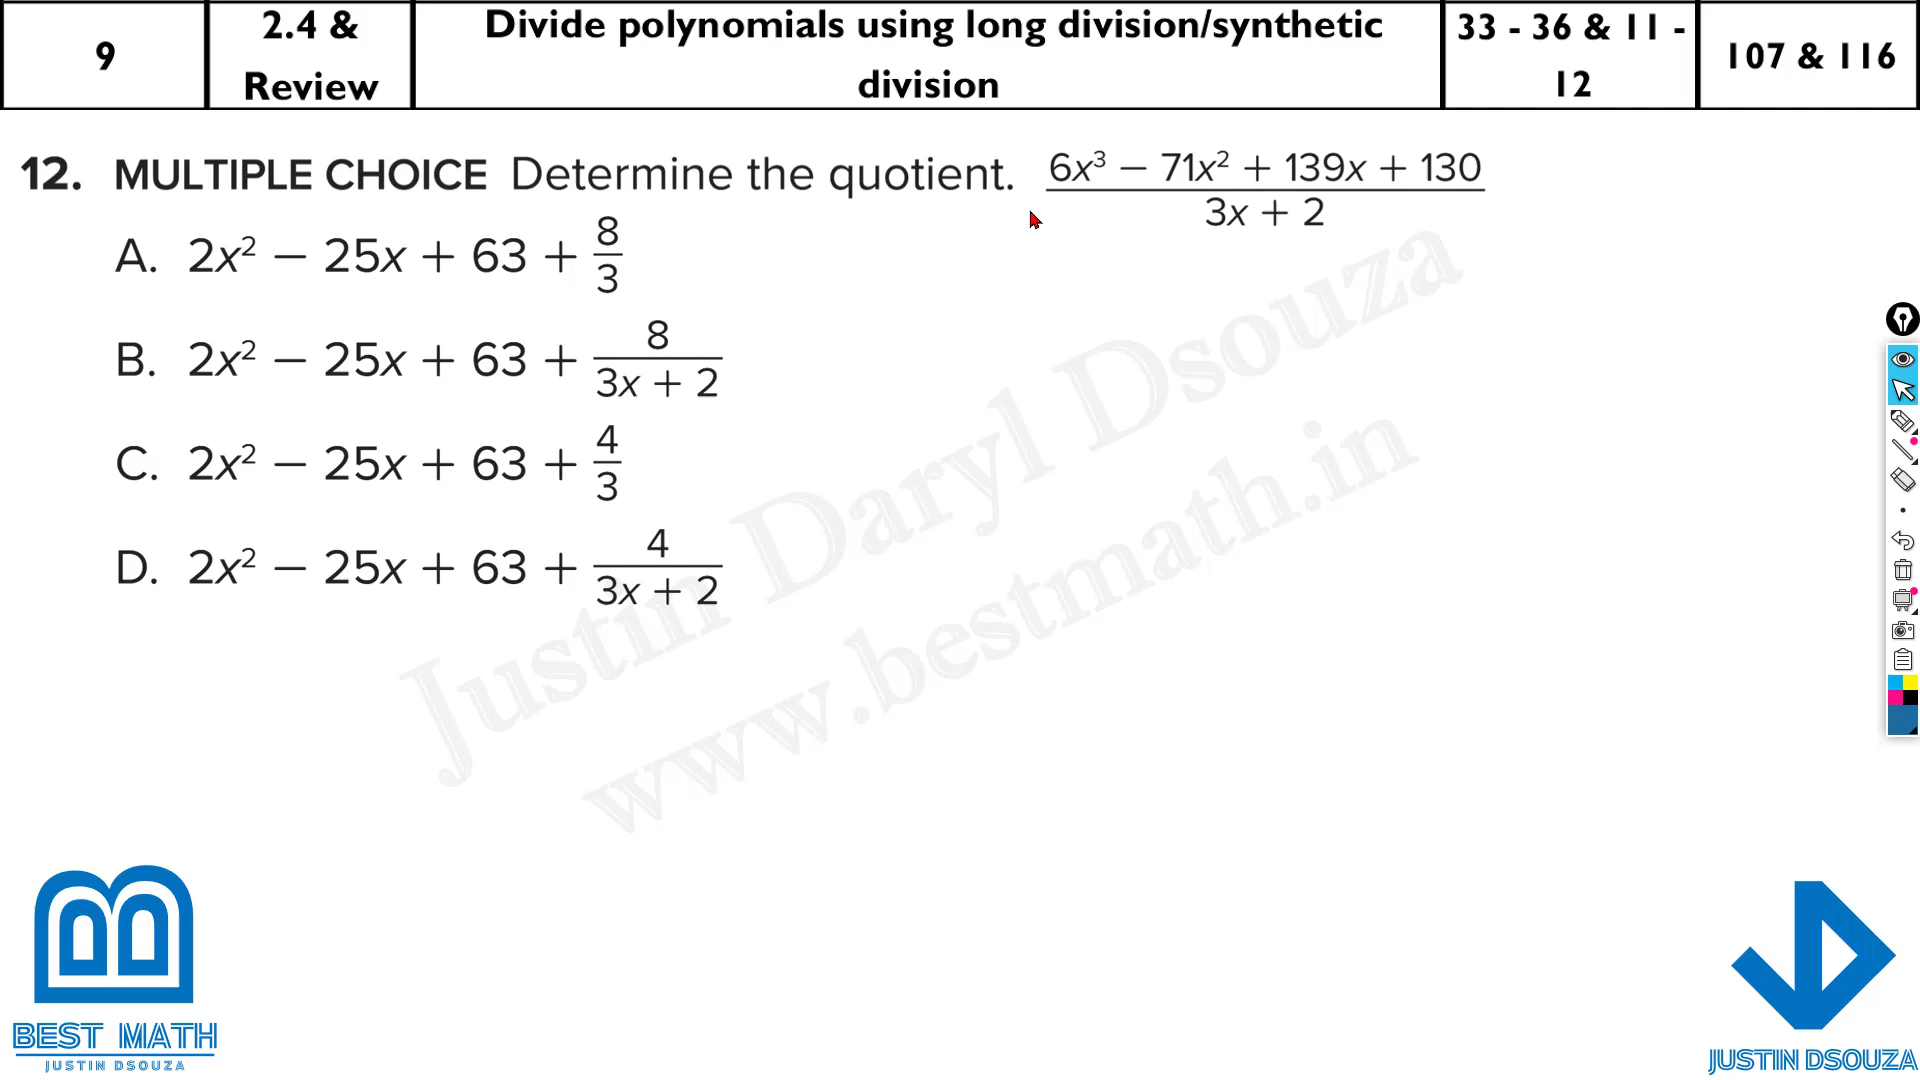 9
2.4 &
Review
Divide polynomials using long division/synthetic
division
33 - 36 & 11 -
12
107 & 116
12. MULTIPLE CHOICE Determine the quotient. (6x³ − 71x² + 139x + 130)/(3x + 2)
A. 2x² − 25x + 63 + 8/3
B. 2x² − 25x + 63 + 8/(3x + 2)
C. 2x² − 25x + 63 + 4/3
D. 2x² − 25x + 63 + 4/(3x + 2)
Justin Daryl Dsouza
www.bestmath.in
BEST MATH
JUSTIN DSOUZA
JUSTIN DSOUZA